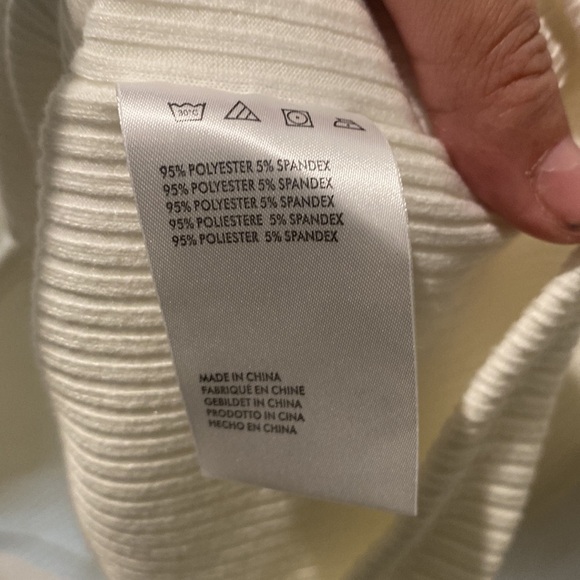 30°C
95% POLYESTER 5% SPANDEX
95% POLYESTER 5% SPANDEX
95% POLYESTER 5% SPANDEX
95% POLIESTERE 5% SPANDEX
95% POLIESTER 5% SPANDEX
MADE IN CHINA
FABRIQUÉ EN CHINE
GEBILDET IN CHINA
PRODOTTO IN CINA
HECHO EN CHINA